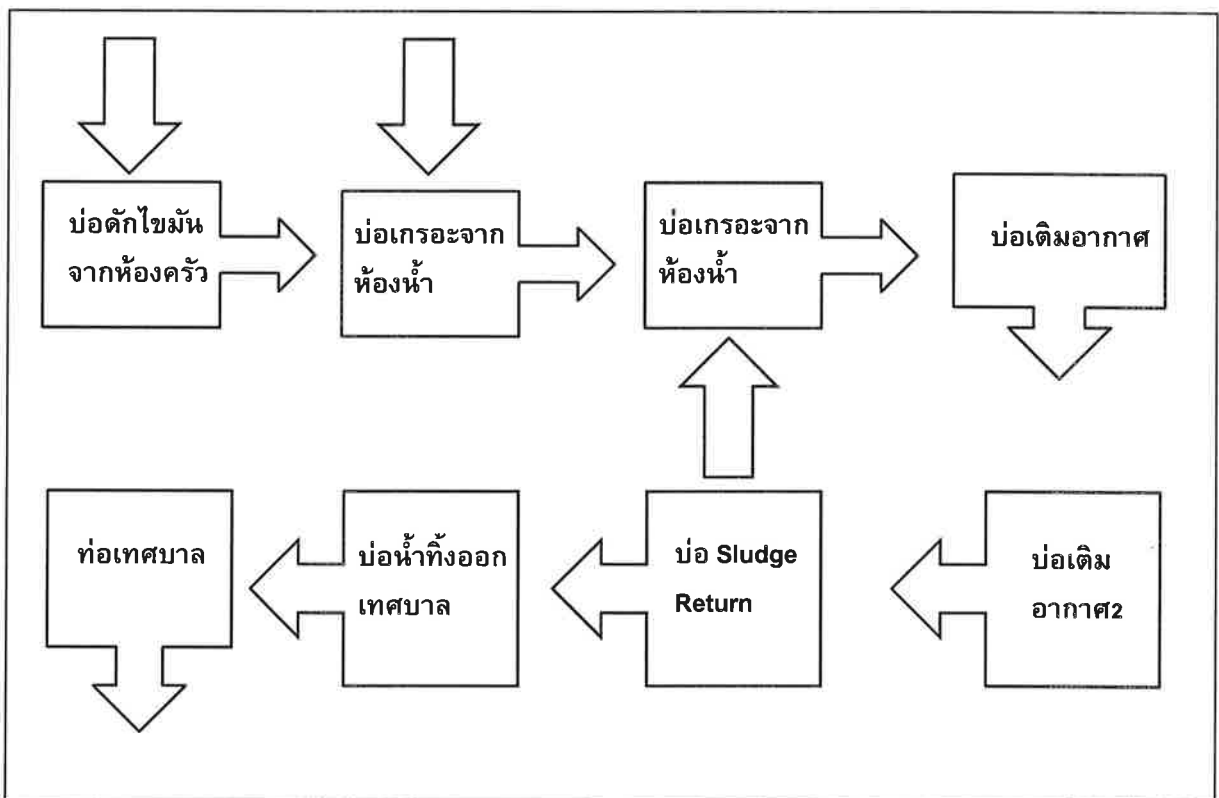 บ่อดักไขมัน
จากห้องครัว
บ่อเกรอะจาก
ห้องน้ำ
บ่อเกรอะจาก
ห้องน้ำ
บ่อเติมอากาศ
ท่อเทศบาล
บ่อน้ำทิ้งออก
เทศบาล
บ่อ Sludge
Return
บ่อเติม
อากาศ2